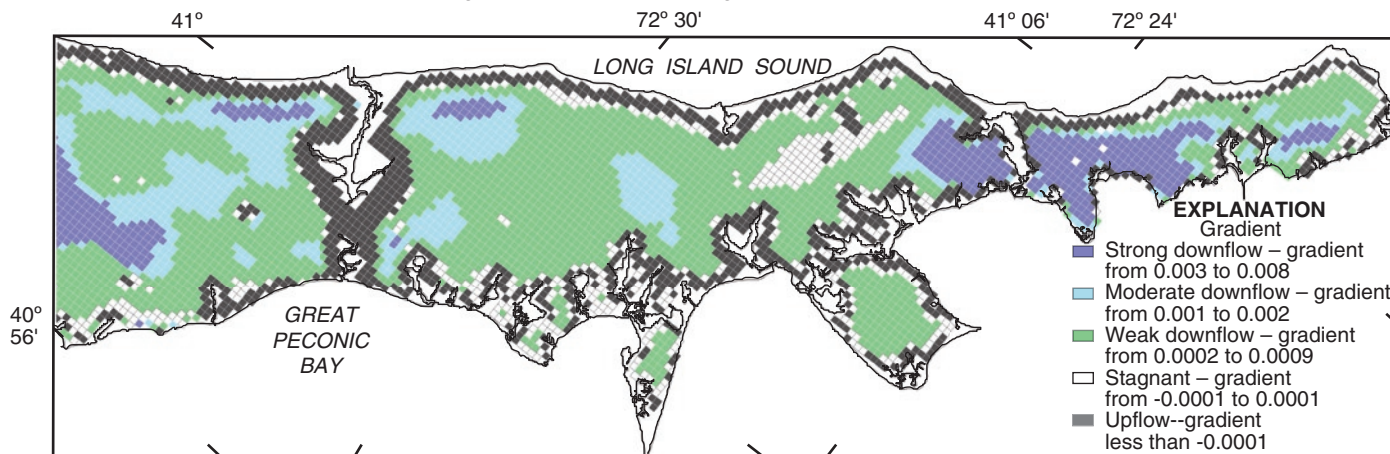 41°
72° 30'
41° 06'
72° 24'
LONG ISLAND SOUND
40°
56'
GREAT
PECONIC
BAY
EXPLANATION
Gradient
Strong downflow – gradient
from 0.003 to 0.008
Moderate downflow – gradient
from 0.001 to 0.002
Weak downflow – gradient
from 0.0002 to 0.0009
Stagnant – gradient
from -0.0001 to 0.0001
Upflow--gradient
less than -0.0001